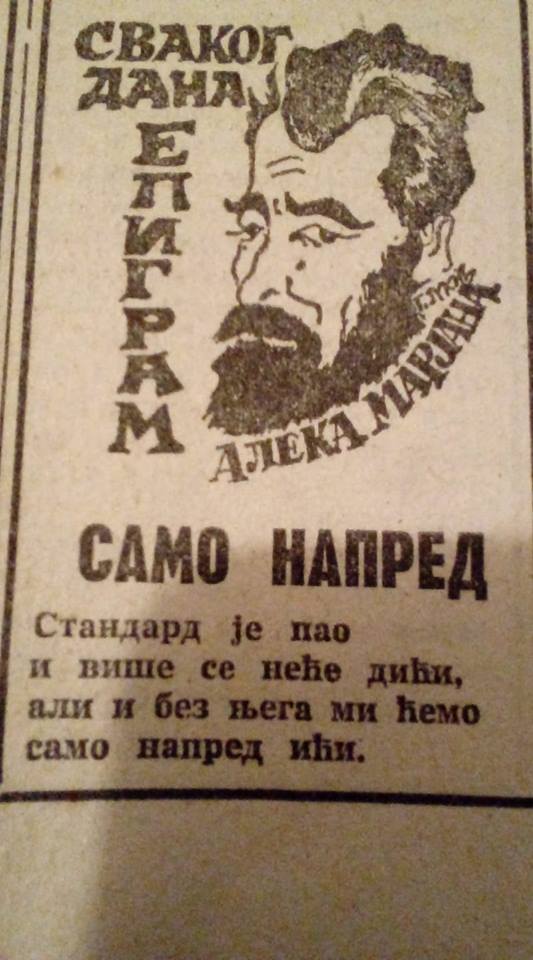 СВАКОГ
ДАНА
ЕПИГРАМ
АЛЕКА МАРЈАНА
САМО НАПРЕД
Стандард је пао
и више се неће дићи,
али и без њега ми ћемо
само напред ићи.